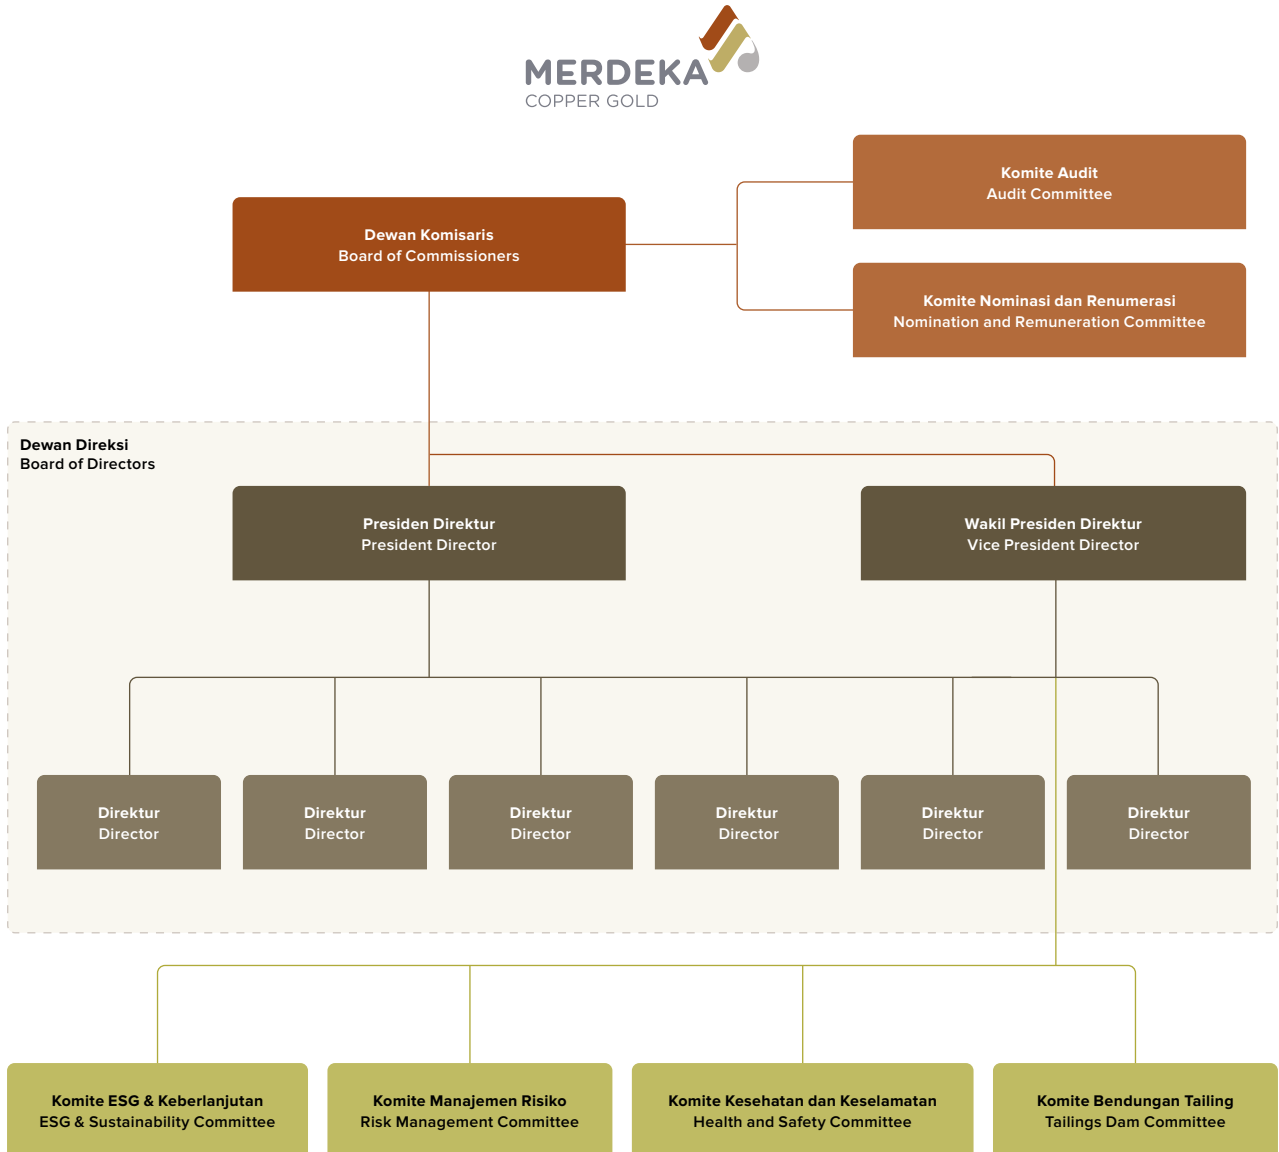 MERDEKA
COPPER GOLD
Komite Audit
Audit Committee
Dewan Komisaris
Board of Commissioners
Komite Nominasi dan Renumerasi
Nomination and Remuneration Committee
Dewan Direksi
Board of Directors
Presiden Direktur
President Director
Wakil Presiden Direktur
Vice President Director
Direktur
Director
Direktur
Director
Direktur
Director
Direktur
Director
Direktur
Director
Direktur
Director
Komite ESG & Keberlanjutan
ESG & Sustainability Committee
Komite Manajemen Risiko
Risk Management Committee
Komite Kesehatan dan Keselamatan
Health and Safety Committee
Komite Bendungan Tailing
Tailings Dam Committee